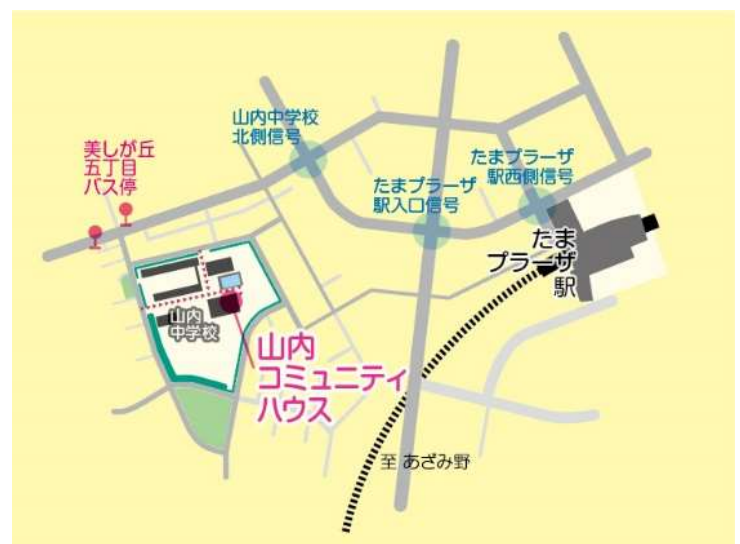 山内中学校
北側信号
美しが丘
五丁目
バス停
たまプラーザ
駅西側信号
たまプラーザ
駅入口信号
たま
プラーザ
駅
山内
中学校
山内
コミュニティ
ハウス
至 あざみ野